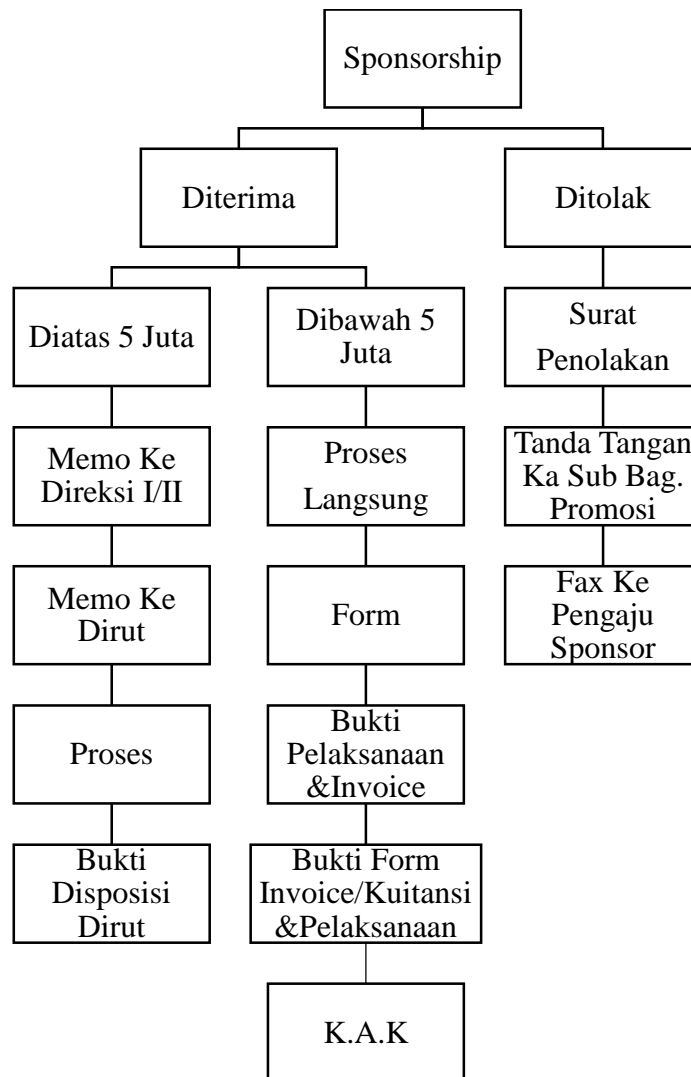 Sponsorship
Diterima
Ditolak
Diatas 5 Juta
Dibawah 5
Juta
Surat
Penolakan
Memo Ke
Direksi I/II
Proses
Langsung
Tanda Tangan
Ka Sub Bag.
Promosi
Memo Ke
Dirut
Form
Fax Ke
Pengaju
Sponsor
Proses
Bukti
Pelaksanaan
&Invoice
Bukti
Disposisi
Dirut
Bukti Form
Invoice/Kuitansi
&Pelaksanaan
K.A.K